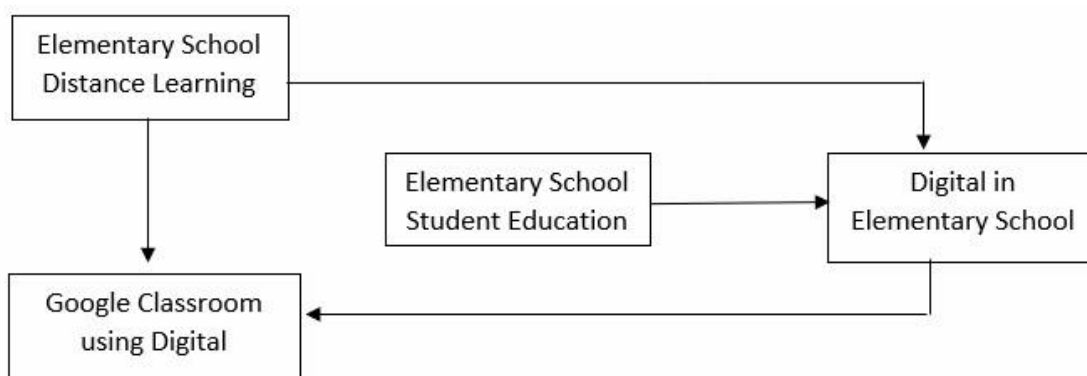 Elementary School
Distance Learning
Elementary School
Student Education
Digital in
Elementary School
Google Classroom
using Digital